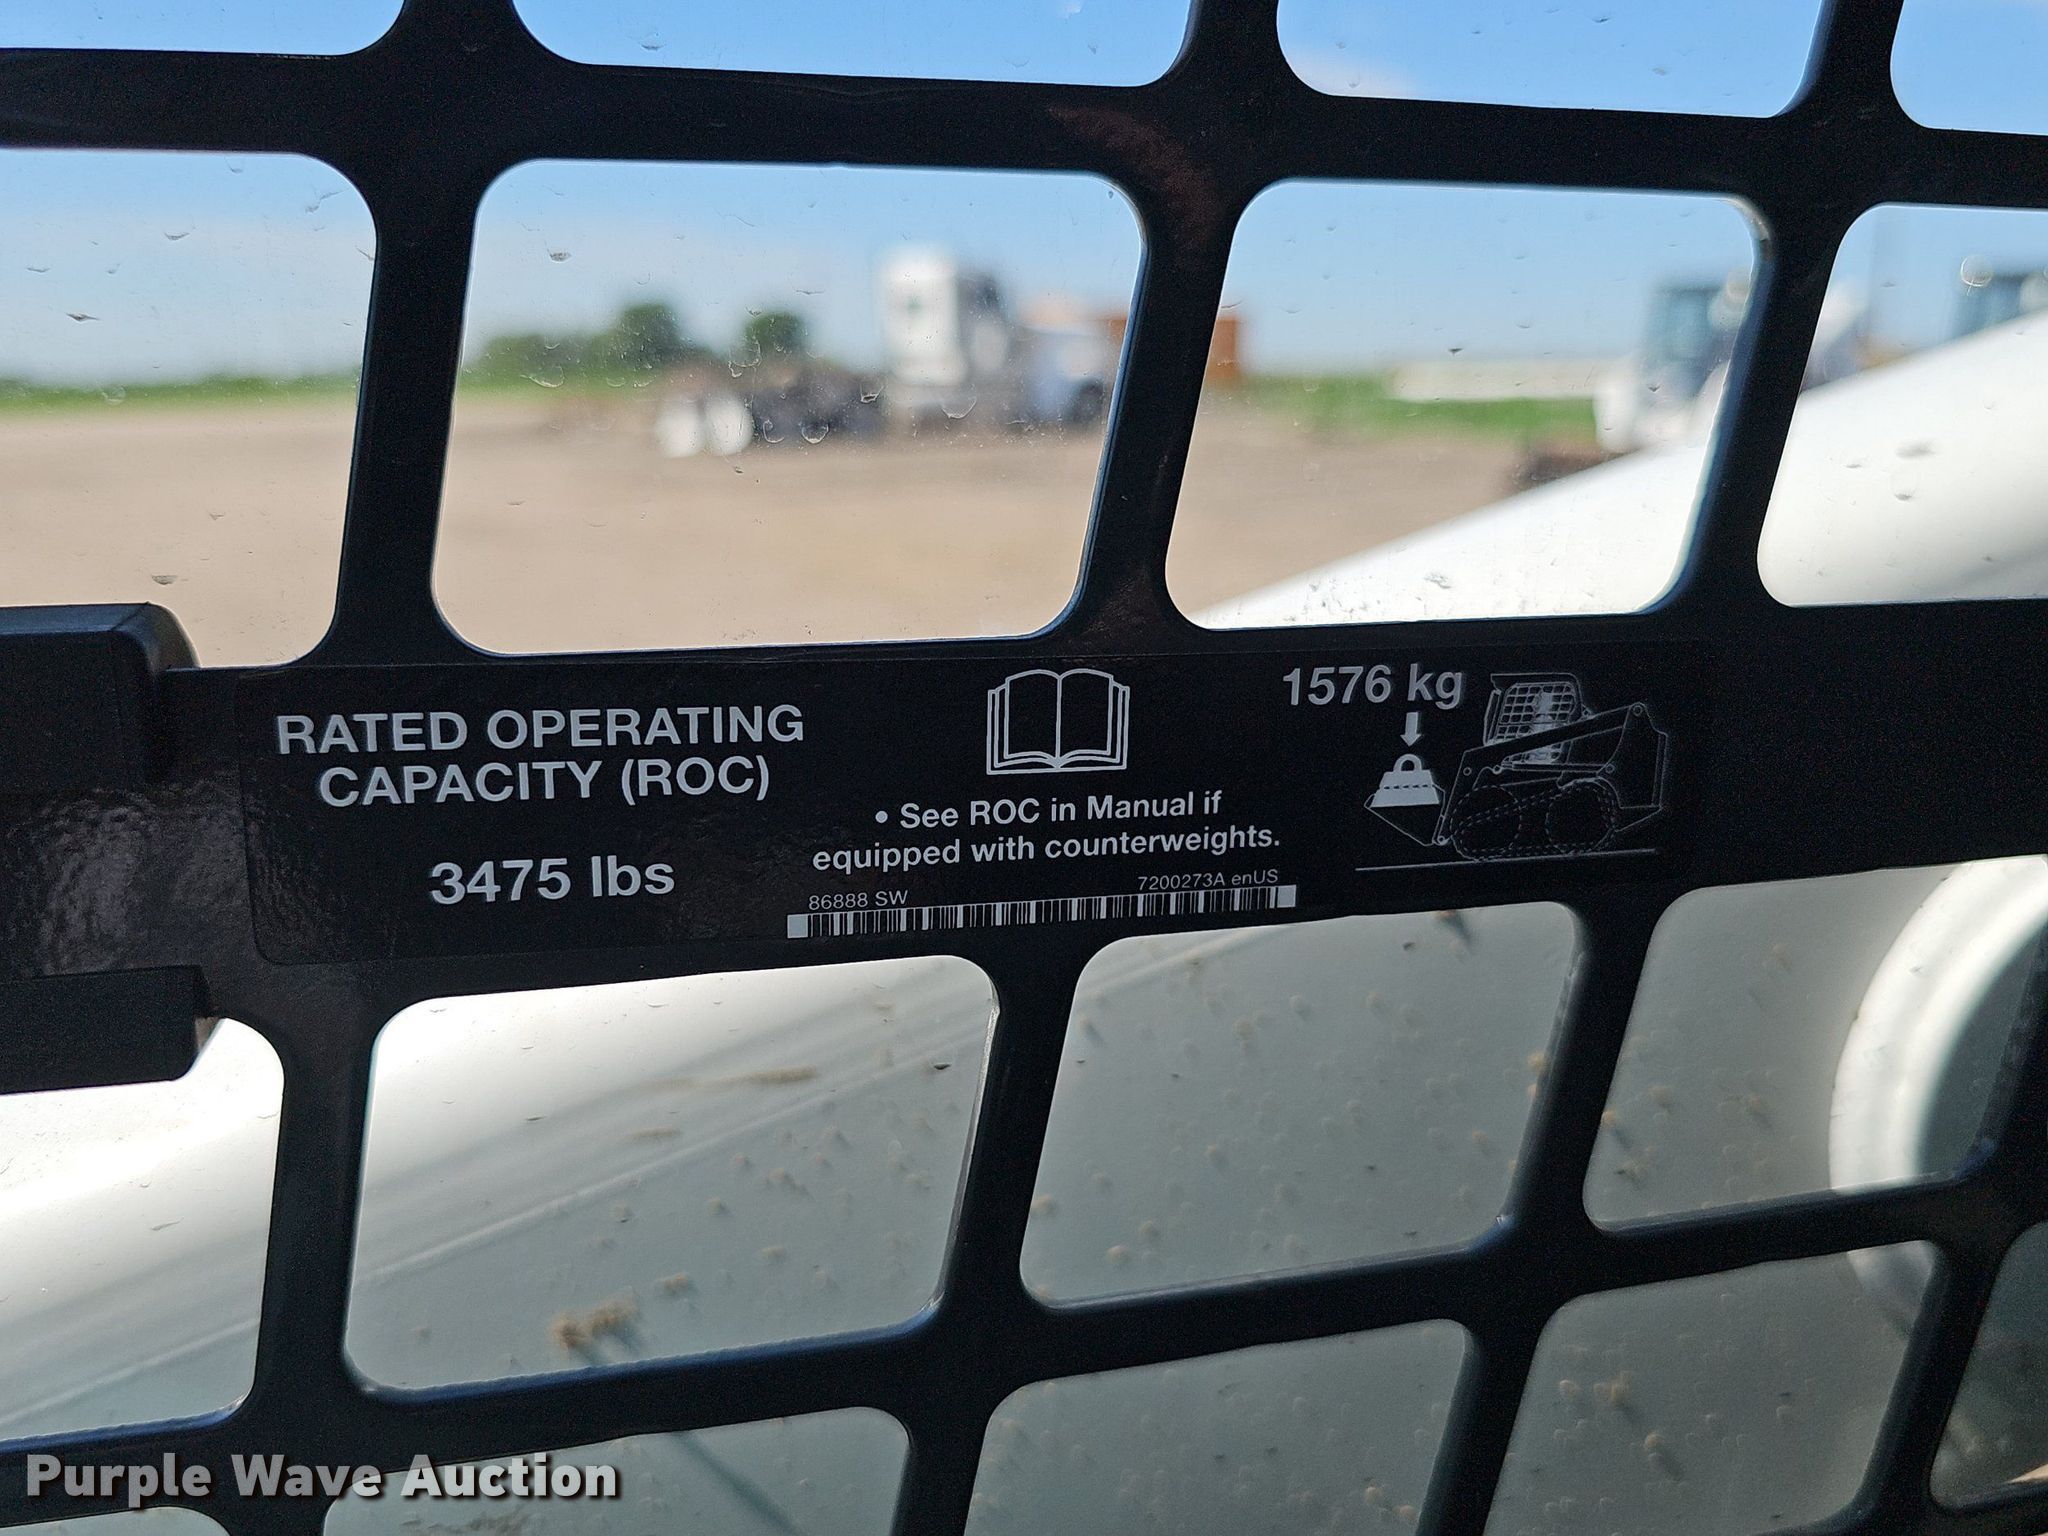 RATED OPERATING
CAPACITY (ROC)
3475 lbs
• See ROC in Manual if
equipped with counterweights.
86888 SW
7200273A enUS
1576 kg
Purple Wave Auction